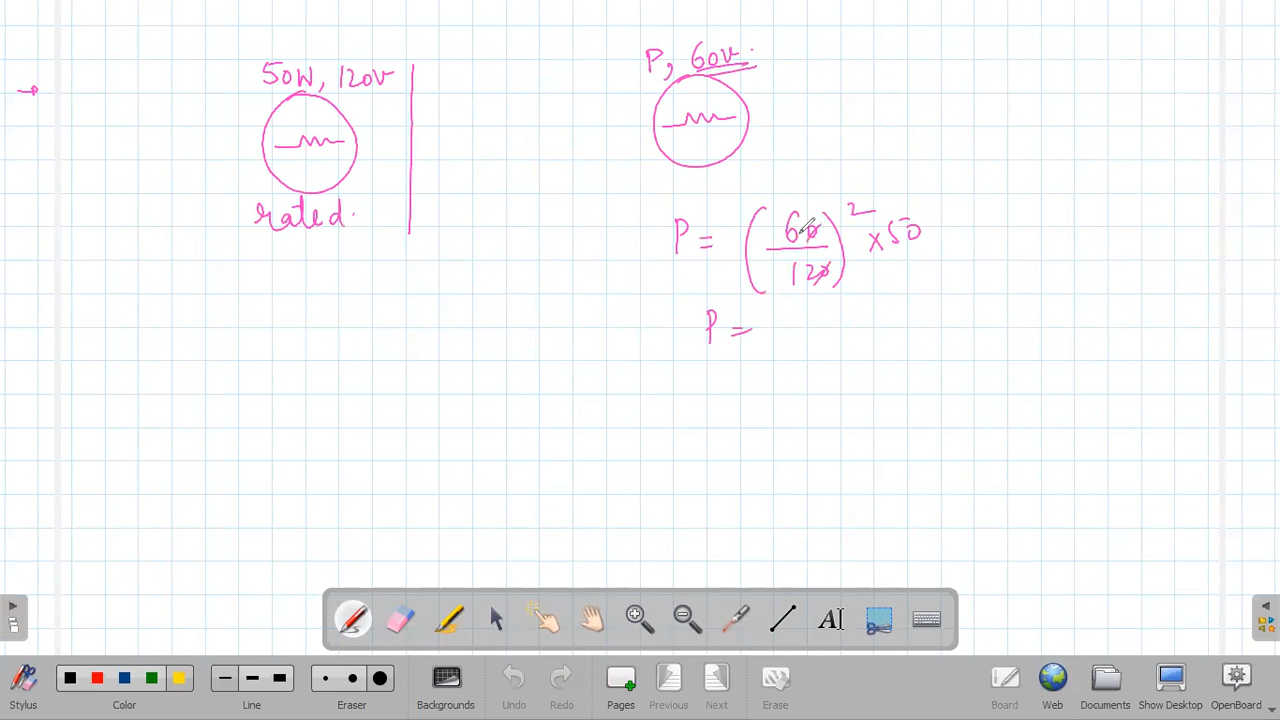 50W, 120V
rated.
P, 60V.
P = (60/120)² × 50
P =
Stylus
Color
Line
Eraser
Backgrounds
Undo
Redo
Pages
Previous
Next
Erase
Board
Web
Documents
Show Desktop
OpenBoard